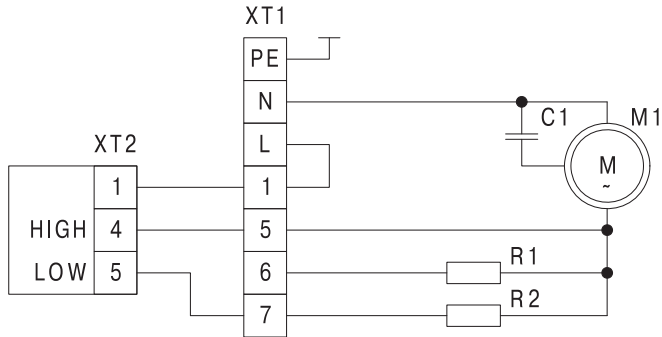 XT1
PE
N
C1 M1
XT2 L M
~
1 1
HIGH 4 5
LOW 5 6 R1
7 R2